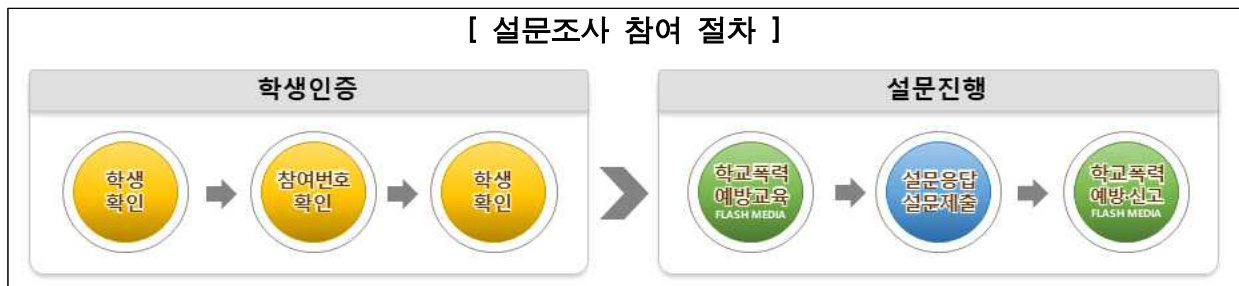 [ 설문조사 참여 절차 ]
학생인증
학생
확인
참여번호
확인
학생
확인
설문진행
학교폭력
예방교육
FLASH MEDIA
설문응답
설문제출
학교폭력
예방·신고
FLASH MEDIA